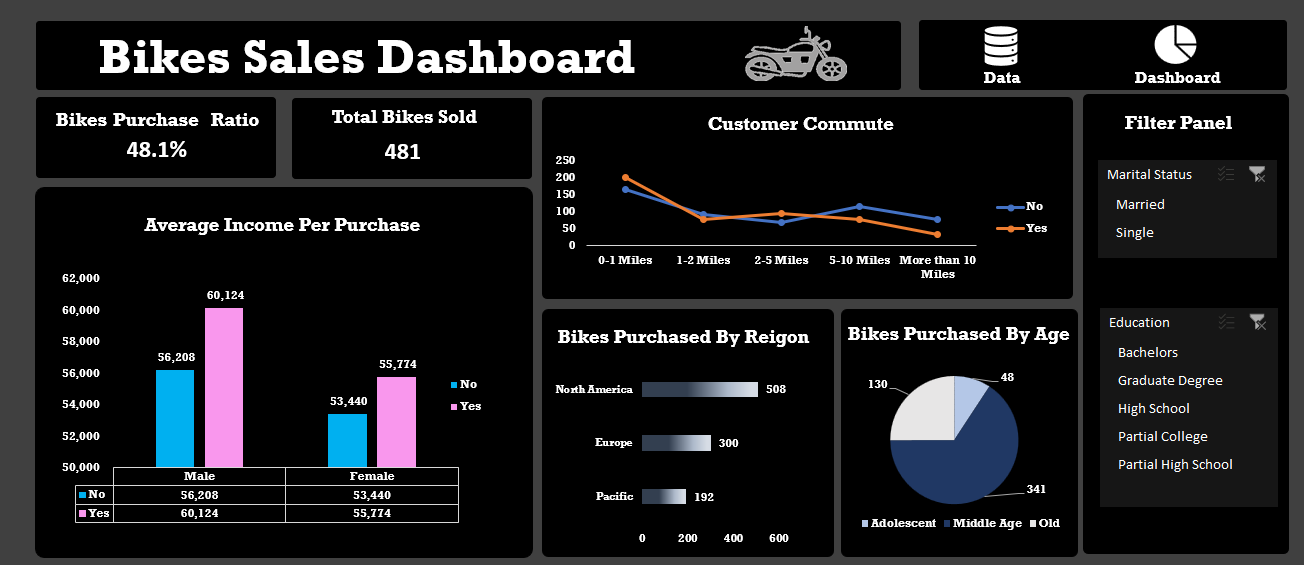 Bikes Sales Dashboard
Data
Dashboard
Bikes Purchase Ratio
48.1%
Total Bikes Sold
481
Customer Commute
250
200
150
100
50
0
0-1 Miles
1-2 Miles
2-5 Miles
5-10 Miles
More than 10
Miles
No
Yes
Filter Panel
Marital Status
Married
Single
Education
Bachelors
Graduate Degree
High School
Partial College
Partial High School
Average Income Per Purchase
62,000
60,000
58,000
56,000
54,000
52,000
50,000
56,208
60,124
53,440
55,774
No
Yes
Male
Female
No
56,208
53,440
Yes
60,124
55,774
Bikes Purchased By Reigon
North America
508
Europe
300
Pacific
192
0
200
400
600
Bikes Purchased By Age
130
48
341
Adolescent
Middle Age
Old